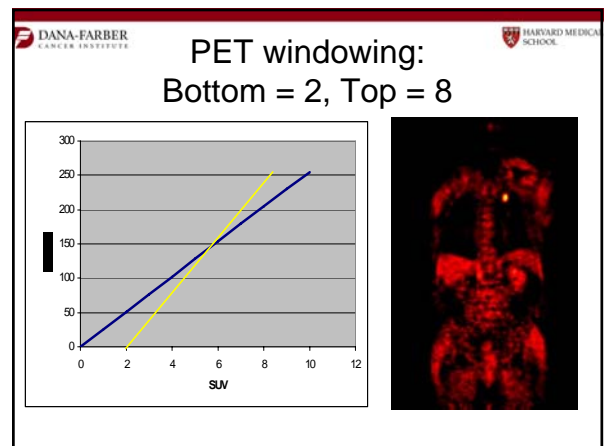 DANA-FARBER
CANCER INSTITUTE
HARVARD MEDICA
SCHOOL
PET windowing:
Bottom = 2, Top = 8
300
250
200
150
100
50
0
0 2 4 6 8 10 12
SUV